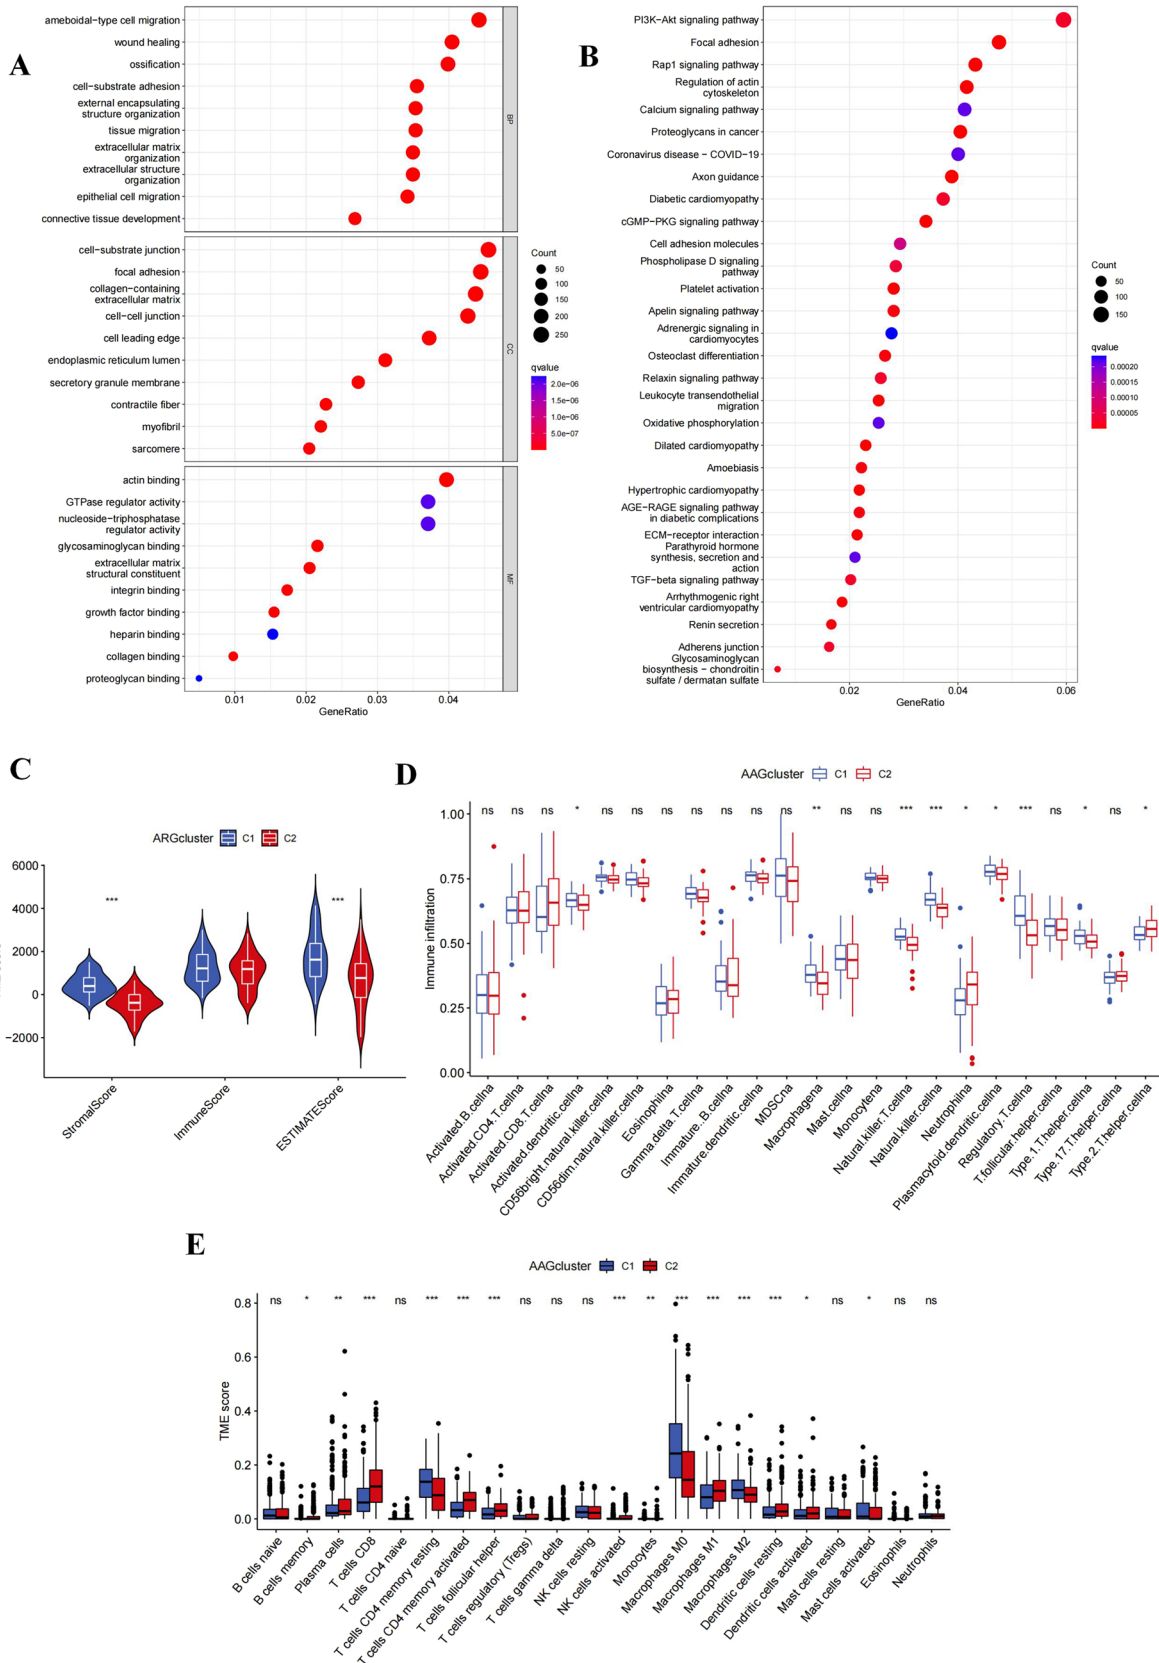 A
ameboidal-type cell migration
wound healing
ossification
cell-substrate adhesion
external encapsulating
structure organization
tissue migration
extracellular matrix
organization
extracellular structure
organization
epithelial cell migration
connective tissue development
BP
cell-substrate junction
focal adhesion
collagen-containing
extracellular matrix
cell-cell junction
cell leading edge
endoplasmic reticulum lumen
secretory granule membrane
contractile fiber
myofibril
sarcomere
CC
actin binding
GTPase regulator activity
nucleoside-triphosphatase
regulator activity
glycosaminoglycan binding
extracellular matrix
structural constituent
integrin binding
growth factor binding
heparin binding
collagen binding
proteoglycan binding
MF
0.01 0.02 0.03 0.04
GeneRatio
Count
50
100
150
200
250
qvalue
2.0e-06
1.5e-06
1.0e-06
5.0e-07
B
PI3K-Akt signaling pathway
Focal adhesion
Rap1 signaling pathway
Regulation of actin
cytoskeleton
Calcium signaling pathway
Proteoglycans in cancer
Coronavirus disease - COVID-19
Axon guidance
Diabetic cardiomyopathy
cGMP-PKG signaling pathway
Cell adhesion molecules
Phospholipase D signaling
pathway
Platelet activation
Apelin signaling pathway
Adrenergic signaling in
cardiomyocytes
Osteoclast differentiation
Relaxin signaling pathway
Leukocyte transendothelial
migration
Oxidative phosphorylation
Dilated cardiomyopathy
Amoebiasis
Hypertrophic cardiomyopathy
AGE-RAGE signaling pathway
in diabetic complications
ECM-receptor interaction
Parathyroid hormone
synthesis, secretion and
action
TGF-beta signaling pathway
Arrhythmogenic right
ventricular cardiomyopathy
Renin secretion
Adherens junction
Glycosaminoglycan
biosynthesis - chondroitin
sulfate / dermatan sulfate
0.02 0.04 0.06
GeneRatio
Count
50
100
150
qvalue
0.00020
0.00015
0.00010
0.00005
C
ARGcluster C1 C2
6000
4000
2000
0
-2000
*** ***
StromalScore
ImmuneScore
ESTIMATEScore
D
AAGcluster C1 C2
Immune infiltration
1.00
0.75
0.50
0.25
0.00
ns ns ns * ns ns ns ns ns ns ns ** ns ns *** *** * * *** ns * ns *
Activated.B.cellna
Activated.CD4.T.cellna
Activated.CD8.T.cellna
Activated.dendritic.cellna
CD56bright.natural.killer.cellna
CD56dim.natural.killer.cellna
Eosinophilna
Gamma.delta.T.cellna
Immature..B.cellna
Immature.dendritic.cellna
MDSCna
Macrophagena
Mast.cellna
Monocytena
Natural.killer.T.cellna
Natural.killer.cellna
Neutrophilna
Plasmacytoid.dendritic.cellna
Regulatory.T.cellna
T.follicular.helper.cellna
Type.1.T.helper.cellna
Type.17.T.helper.cellna
Type.2.T.helper.cellna
E
AAGcluster C1 C2
TME score
0.8
0.6
0.4
0.2
0.0
ns * ** *** ns *** *** *** ns ns ns *** ** *** *** *** *** * ns * ns ns
B cells naive
B cells memory
Plasma cells
T cells CD8
T cells CD4 naive
T cells CD4 memory resting
T cells CD4 memory activated
T cells follicular helper
T cells regulatory (Tregs)
T cells gamma delta
NK cells resting
NK cells activated
Monocytes
Macrophages M0
Macrophages M1
Macrophages M2
Dendritic cells resting
Dendritic cells activated
Mast cells resting
Mast cells activated
Eosinophils
Neutrophils